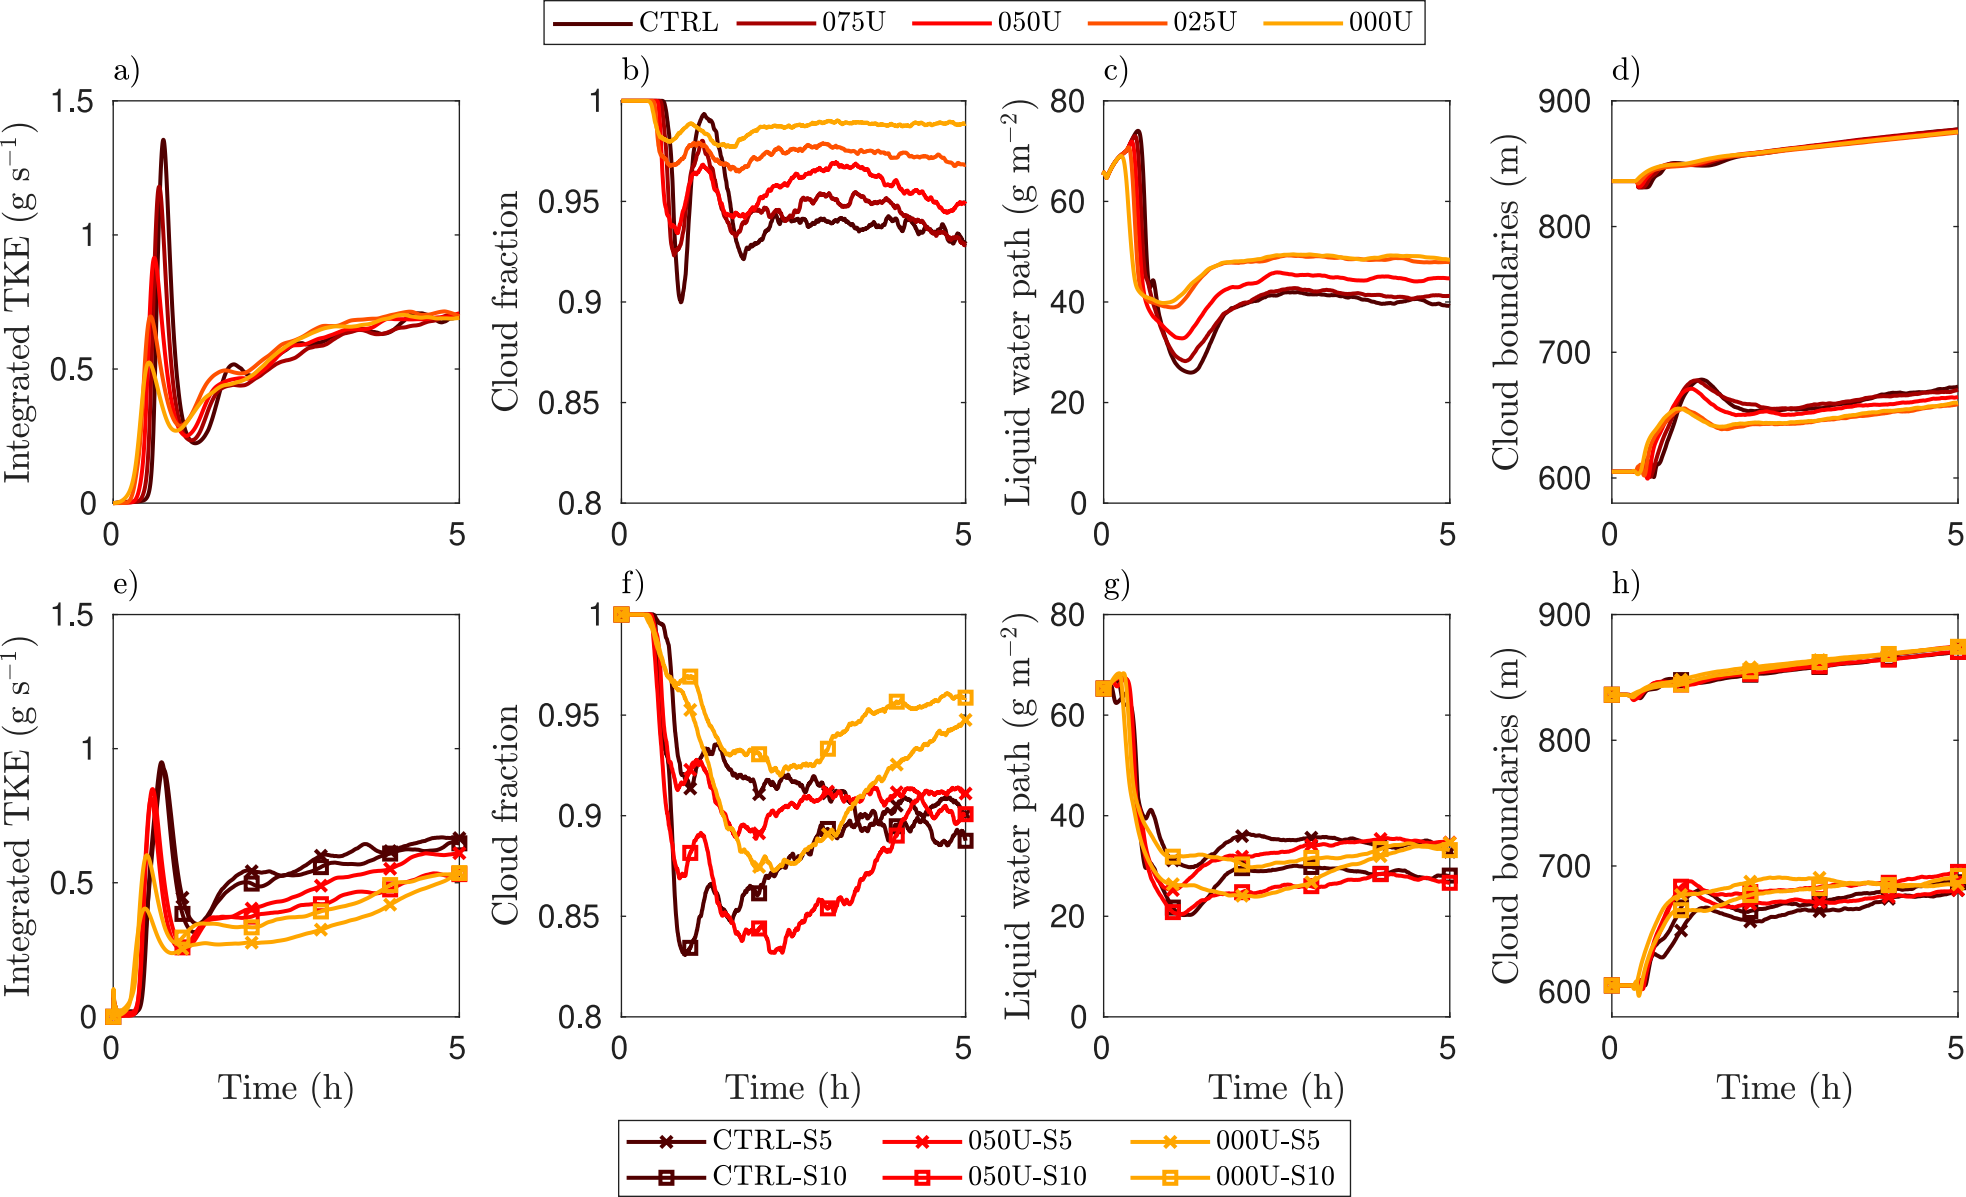 CTRL 075U 050U 025U 000U
a) b) c) d)
Integrated TKE (g s−1)
1.5
1
0.5
0
0 5
Cloud fraction
1
0.95
0.9
0.85
0.8
0 5
Liquid water path (g m−2)
80
60
40
20
0
0 5
Cloud boundaries (m)
900
800
700
600
0 5
e) f) g) h)
Integrated TKE (g s−1)
1.5
1
0.5
0
0 5
Time (h)
Cloud fraction
1
0.95
0.9
0.85
0.8
0 5
Time (h)
Liquid water path (g m−2)
80
60
40
20
0
0 5
Time (h)
Cloud boundaries (m)
900
800
700
600
0 5
Time (h)
CTRL-S5 050U-S5 000U-S5
CTRL-S10 050U-S10 000U-S10